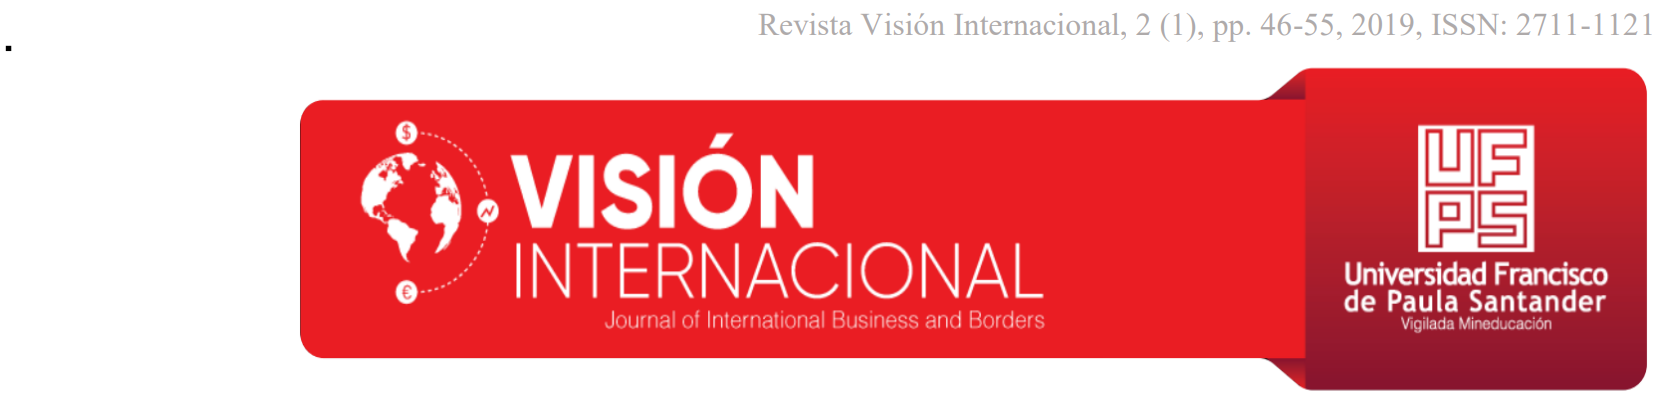 Revista Visión Internacional, 2 (1), pp. 46-55, 2019, ISSN: 2711-1121
.
$
VISIÓN
INTERNACIONAL
€
Journal of International Business and Borders
UF
PS
Universidad Francisco
de Paula Santander
Vigilada Mineducación